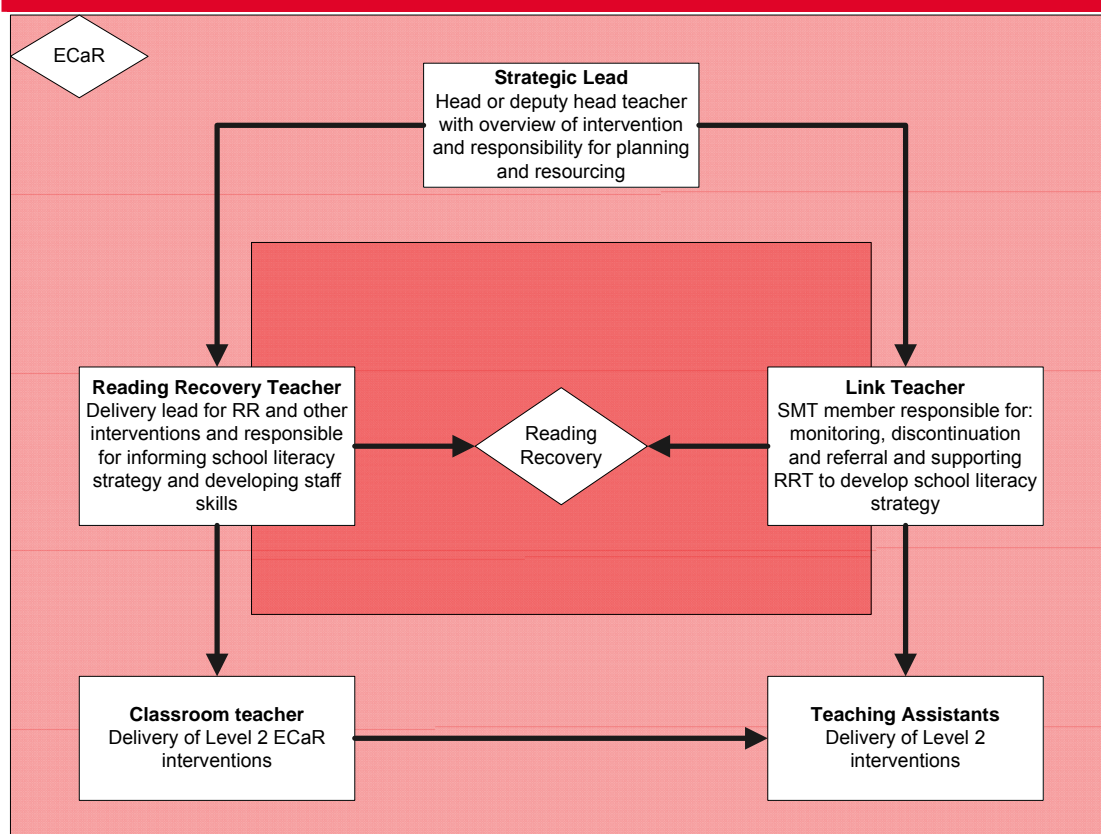 ECaR
Strategic Lead
Head or deputy head teacher
with overview of intervention
and responsibility for planning
and resourcing
Reading Recovery Teacher
Delivery lead for RR and other
interventions and responsible
for informing school literacy
strategy and developing staff
skills
Reading
Recovery
Link Teacher
SMT member responsible for:
monitoring, discontinuation
and referral and supporting
RRT to develop school literacy
strategy
Classroom teacher
Delivery of Level 2 ECaR
interventions
Teaching Assistants
Delivery of Level 2
interventions